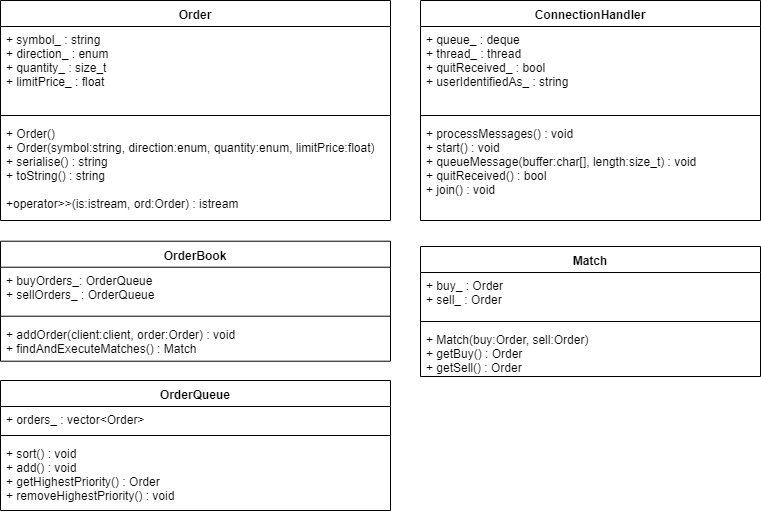 Order
+ symbol_ : string
+ direction_ : enum
+ quantity_ : size_t
+ limitPrice_ : float
+ Order()
+ Order(symbol:string, direction:enum, quantity:enum, limitPrice:float)
+ serialise() : string
+ toString() : string
+operator>>(is:istream, ord:Order) : istream
ConnectionHandler
+ queue_ : deque
+ thread_ : thread
+ quitReceived_ : bool
+ userIdentifiedAs_ : string
+ processMessages() : void
+ start() : void
+ queueMessage(buffer:char[], length:size_t) : void
+ quitReceived() : bool
+ join() : void
OrderBook
+ buyOrders_: OrderQueue
+ sellOrders_ : OrderQueue
+ addOrder(client:client, order:Order) : void
+ findAndExecuteMatches() : Match
Match
+ buy_ : Order
+ sell_ : Order
+ Match(buy:Order, sell:Order)
+ getBuy() : Order
+ getSell() : Order
OrderQueue
+ orders_ : vector<Order>
+ sort() : void
+ add() : void
+ getHighestPriority() : Order
+ removeHighestPriority() : void